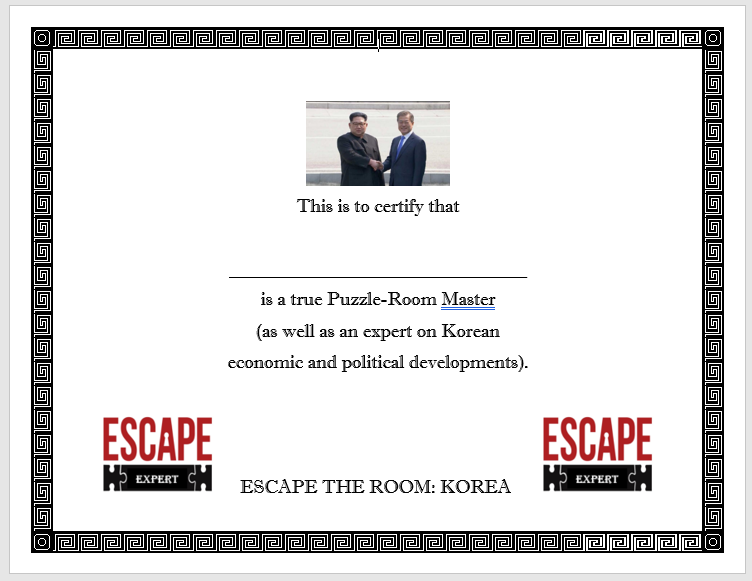 This is to certify that
is a true Puzzle-Room Master
(as well as an expert on Korean
economic and political developments).
ESCAPE
EXPERT
ESCAPE THE ROOM: KOREA
ESCAPE
EXPERT